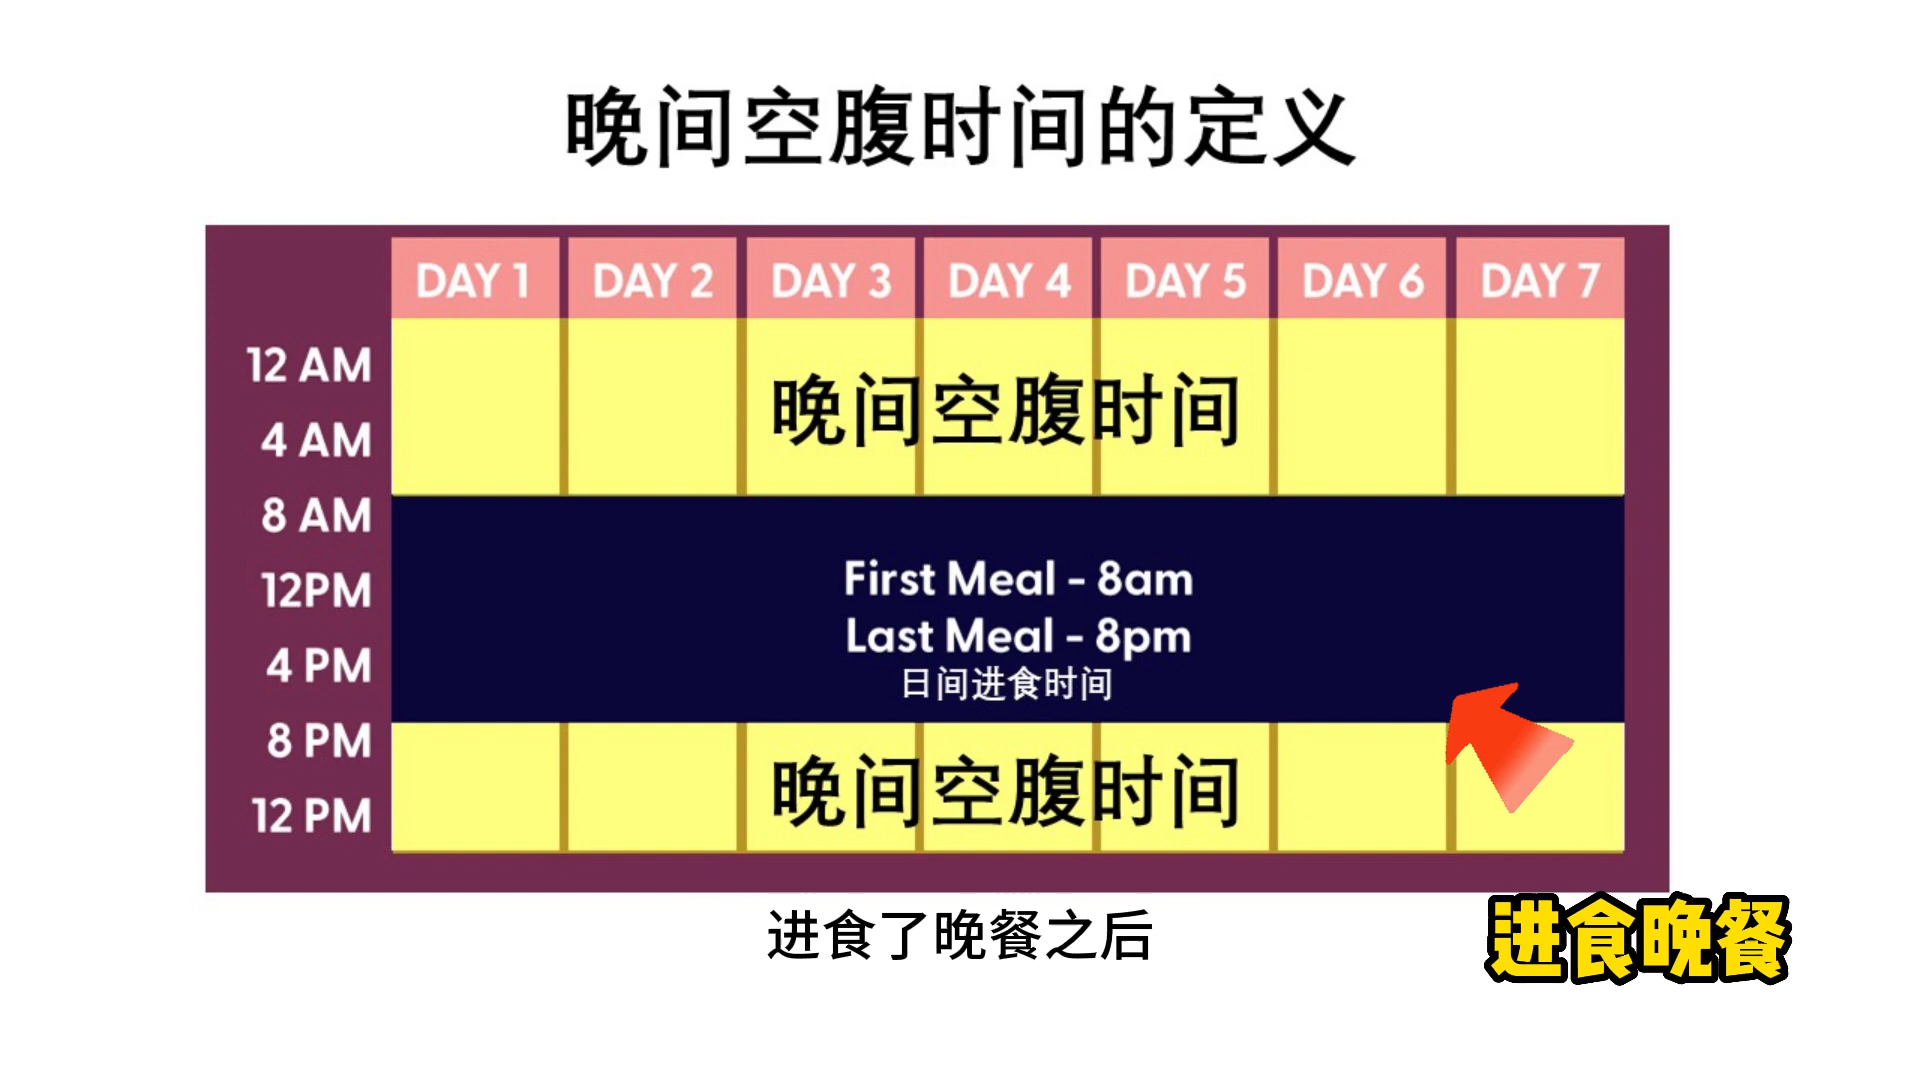 晚间空腹时间的定义
DAY 1 DAY 2 DAY 3 DAY 4 DAY 5 DAY 6 DAY 7
12 AM
晚间空腹时间
4 AM
8 AM
First Meal - 8am
12PM
Last Meal - 8pm
4 PM
日间进食时间
8 PM
晚间空腹时间
12 PM
进食了晚餐之后
进食晚餐